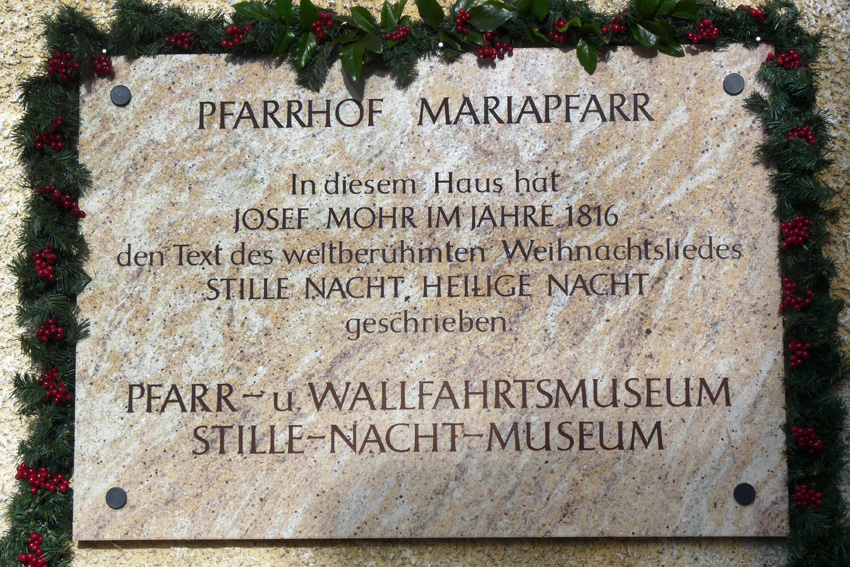 PFARRHOF MARIAPFARR
In diesem Haus hat
JOSEF MOHR IM JAHRE 1816
den Text des weltberühmten Weihnachtsliedes
STILLE NACHT, HEILIGE NACHT
geschrieben.
PFARR- u. WALLFAHRTSMUSEUM
STILLE-NACHT-MUSEUM